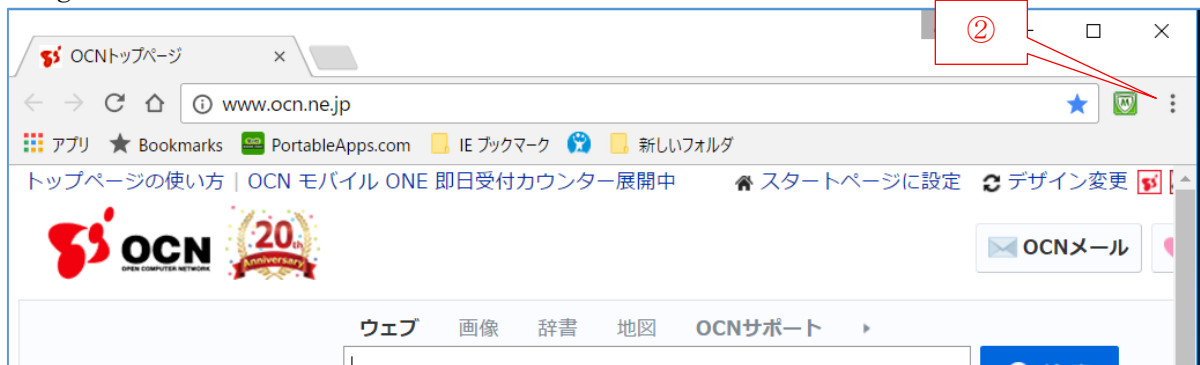 ②
OCNトップページ
www.ocn.ne.jp
アプリ Bookmarks PortableApps.com IE ブックマーク 新しいフォルダ
トップページの使い方 | OCN モバイル ONE 即日受付カウンター展開中 スタートページに設定 デザイン変更
OCN 20th Anniversary
OPEN COMPUTER NETWORK
OCNメール
ウェブ 画像 辞書 地図 OCNサポート